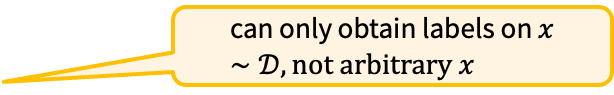 can only obtain labels on 𝑥
~ 𝒟, not arbitrary 𝑥